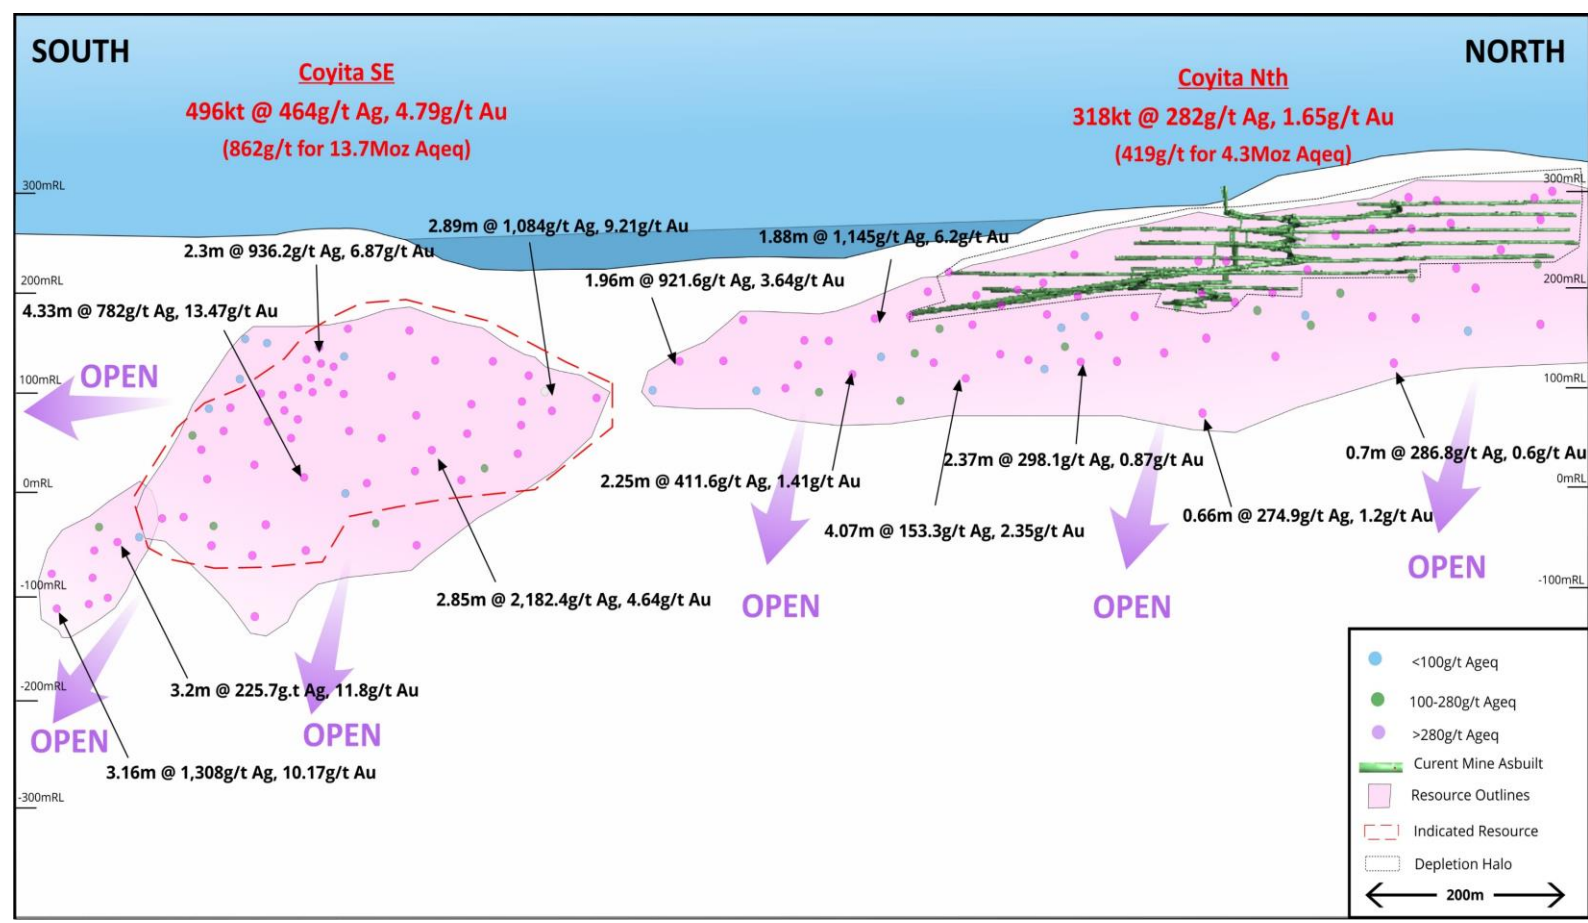 SOUTH
NORTH
Coyita SE
496kt @ 464g/t Ag, 4.79g/t Au
(862g/t for 13.7Moz Aqeq)
Coyita Nth
318kt @ 282g/t Ag, 1.65g/t Au
(419g/t for 4.3Moz Aqeq)
300mRL
300mRL
2.89m @ 1,084g/t Ag, 9.21g/t Au
1.88m @ 1,145g/t Ag, 6.2g/t Au
2.3m @ 936.2g/t Ag, 6.87g/t Au
1.96m @ 921.6g/t Ag, 3.64g/t Au
200mRL
200mRL
4.33m @ 782g/t Ag, 13.47g/t Au
OPEN
100mRL
100mRL
0.7m @ 286.8g/t Ag, 0.6g/t Au
2.37m @ 298.1g/t Ag, 0.87g/t Au
2.25m @ 411.6g/t Ag, 1.41g/t Au
0mRL
0mRL
0.66m @ 274.9g/t Ag, 1.2g/t Au
4.07m @ 153.3g/t Ag, 2.35g/t Au
OPEN
-100mRL
-100mRL
2.85m @ 2,182.4g/t Ag, 4.64g/t Au
OPEN
OPEN
3.2m @ 225.7g.t Ag, 11.8g/t Au
-200mRL
OPEN
OPEN
3.16m @ 1,308g/t Ag, 10.17g/t Au
-300mRL
<100g/t Ageq
100-280g/t Ageq
>280g/t Ageq
Curent Mine Asbuilt
Resource Outlines
Indicated Resource
Depletion Halo
200m